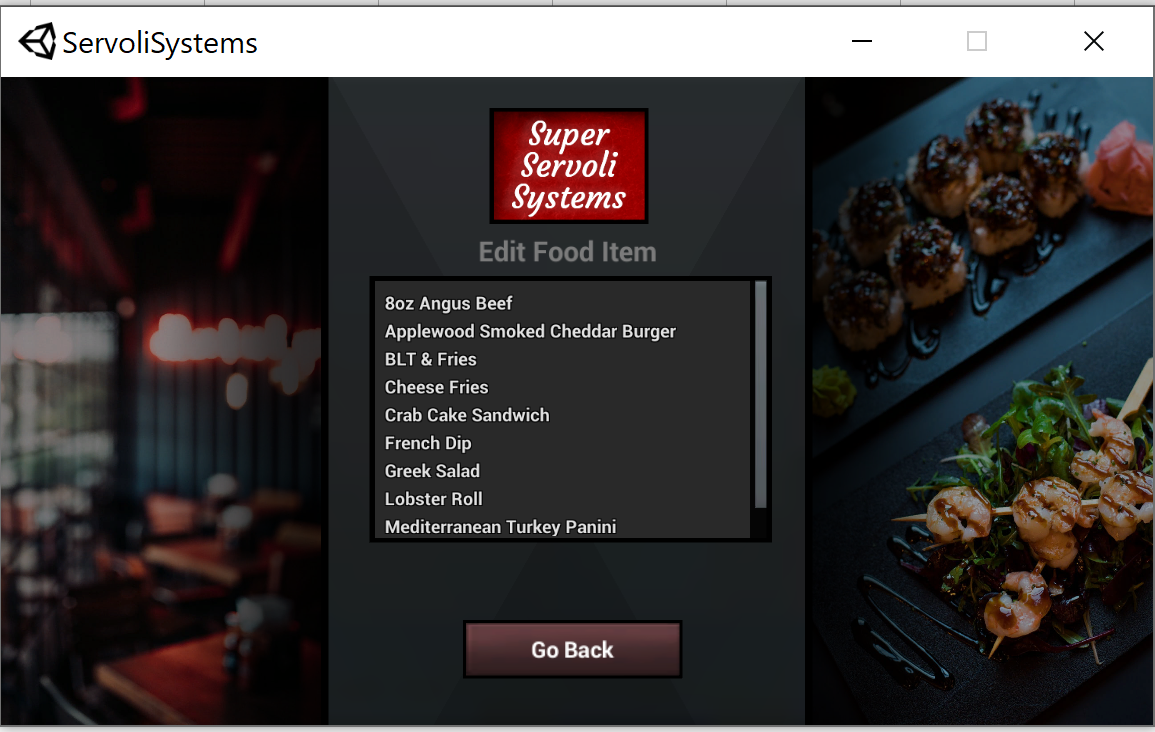 ServoliSystems
Super
Servoli
Systems
Edit Food Item
8oz Angus Beef
Applewood Smoked Cheddar Burger
BLT & Fries
Cheese Fries
Crab Cake Sandwich
French Dip
Greek Salad
Lobster Roll
Mediterranean Turkey Panini
Go Back